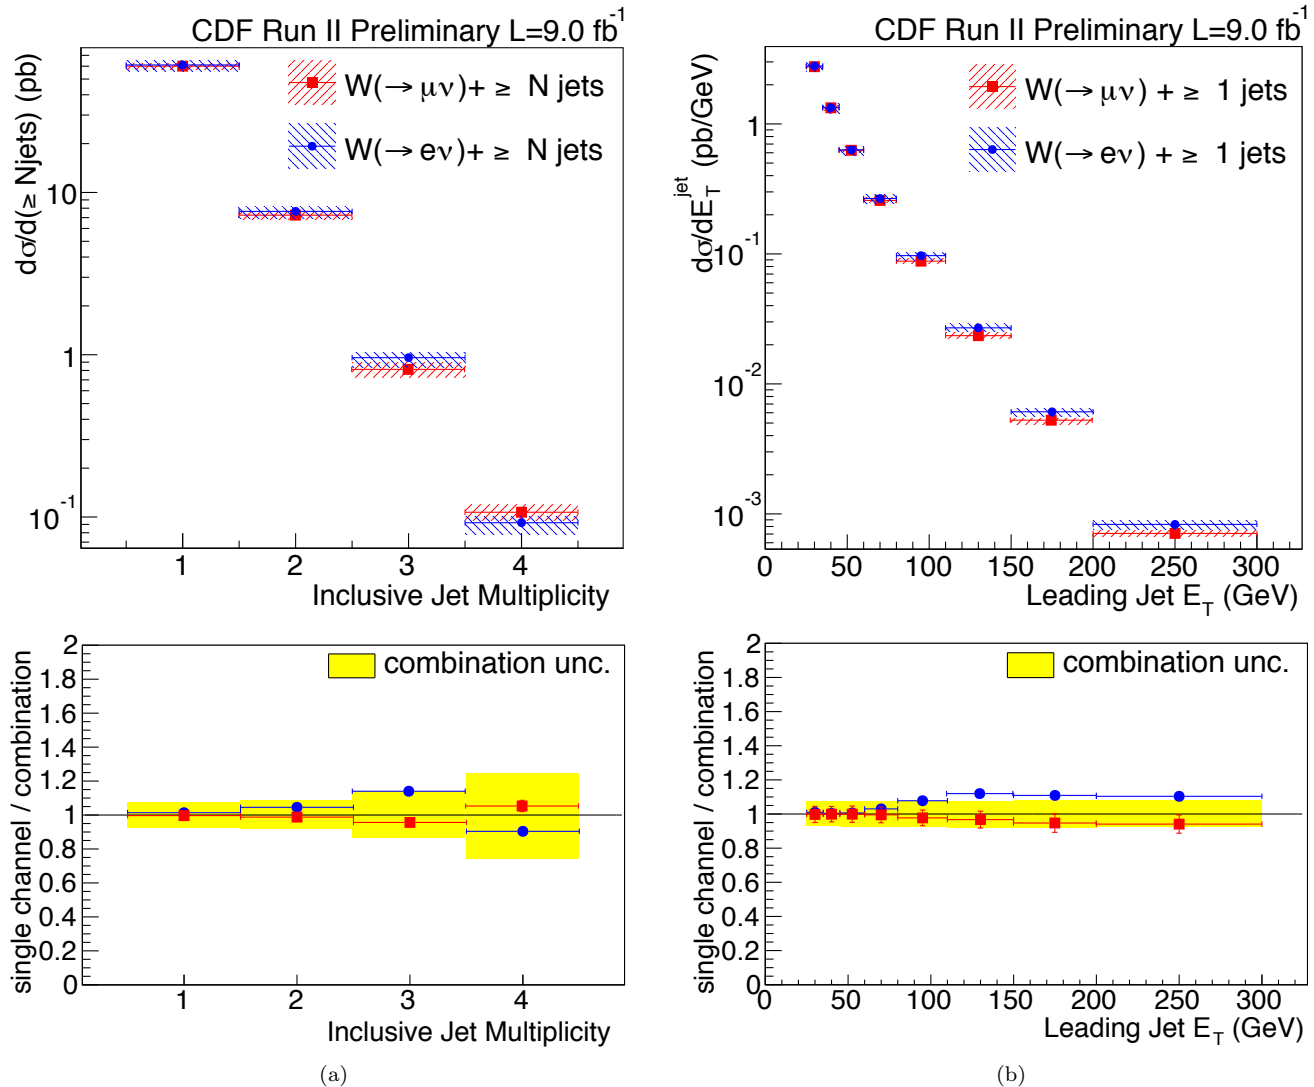 CDF Run II Preliminary L=9.0 fb⁻¹
dσ/d(≥ Njets) (pb)
W(→μν)+ ≥ N jets
W(→eν)+ ≥ N jets
10
1
10⁻¹
1 2 3 4
Inclusive Jet Multiplicity
single channel / combination
combination unc.
2
1.8
1.6
1.4
1.2
1
0.8
0.6
0.4
0.2
0
1 2 3 4
Inclusive Jet Multiplicity
(a)
CDF Run II Preliminary L=9.0 fb⁻¹
dσ/dE_T^jet (pb/GeV)
W(→μν) + ≥ 1 jets
W(→eν) + ≥ 1 jets
1
10⁻¹
10⁻²
10⁻³
0 50 100 150 200 250 300
Leading Jet E_T (GeV)
single channel / combination
combination unc.
2
1.8
1.6
1.4
1.2
1
0.8
0.6
0.4
0.2
0
0 50 100 150 200 250 300
Leading Jet E_T (GeV)
(b)